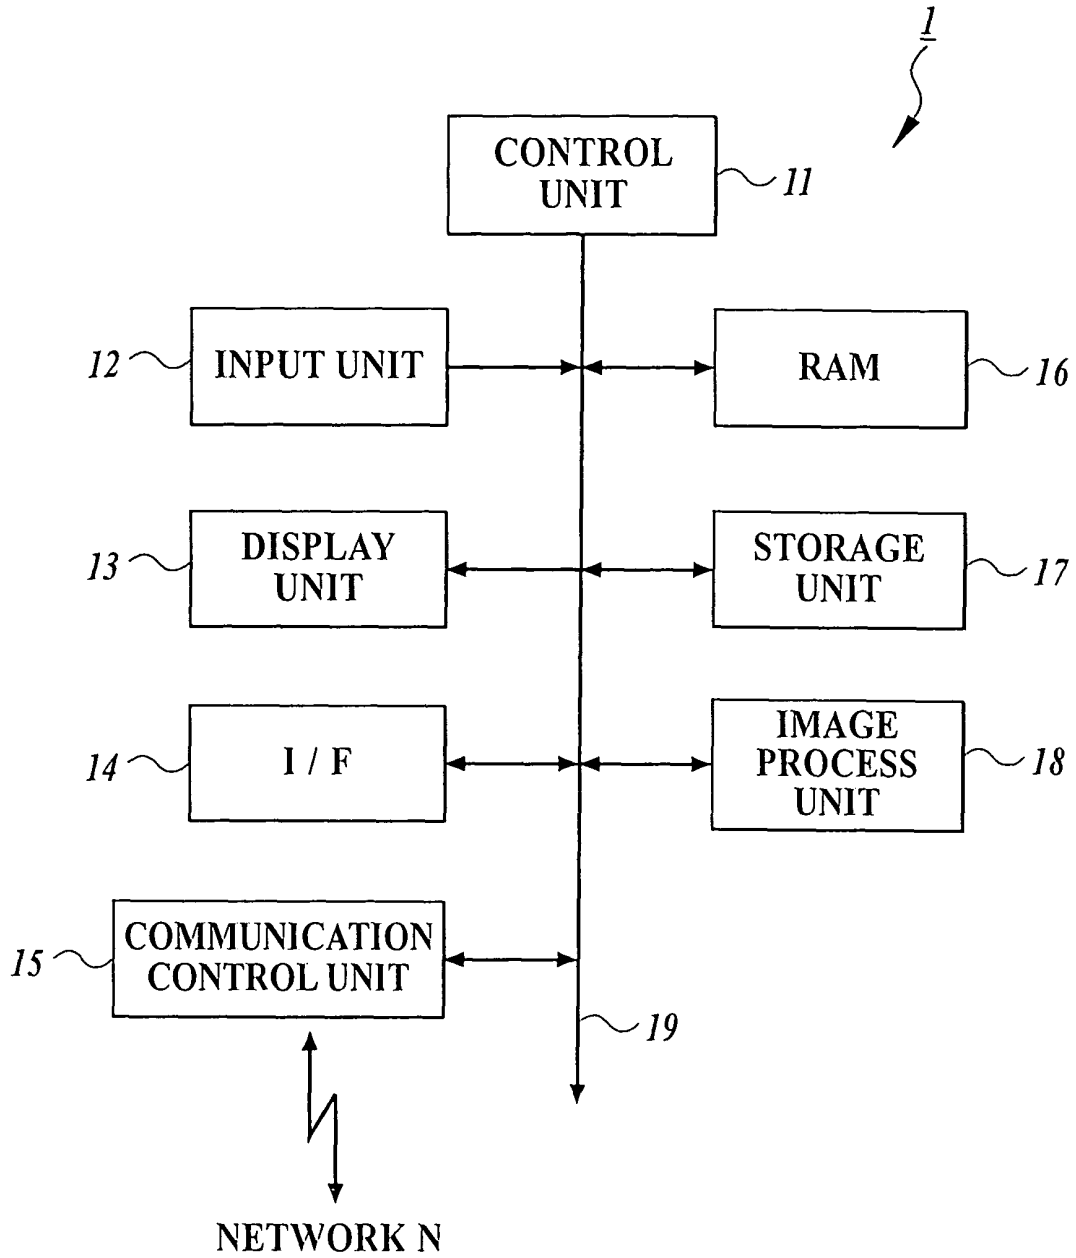 1
CONTROL
UNIT
11
12
INPUT UNIT
RAM
16
13
DISPLAY
UNIT
STORAGE
UNIT
17
14
I / F
IMAGE
PROCESS
UNIT
18
15
COMMUNICATION
CONTROL UNIT
19
NETWORK N